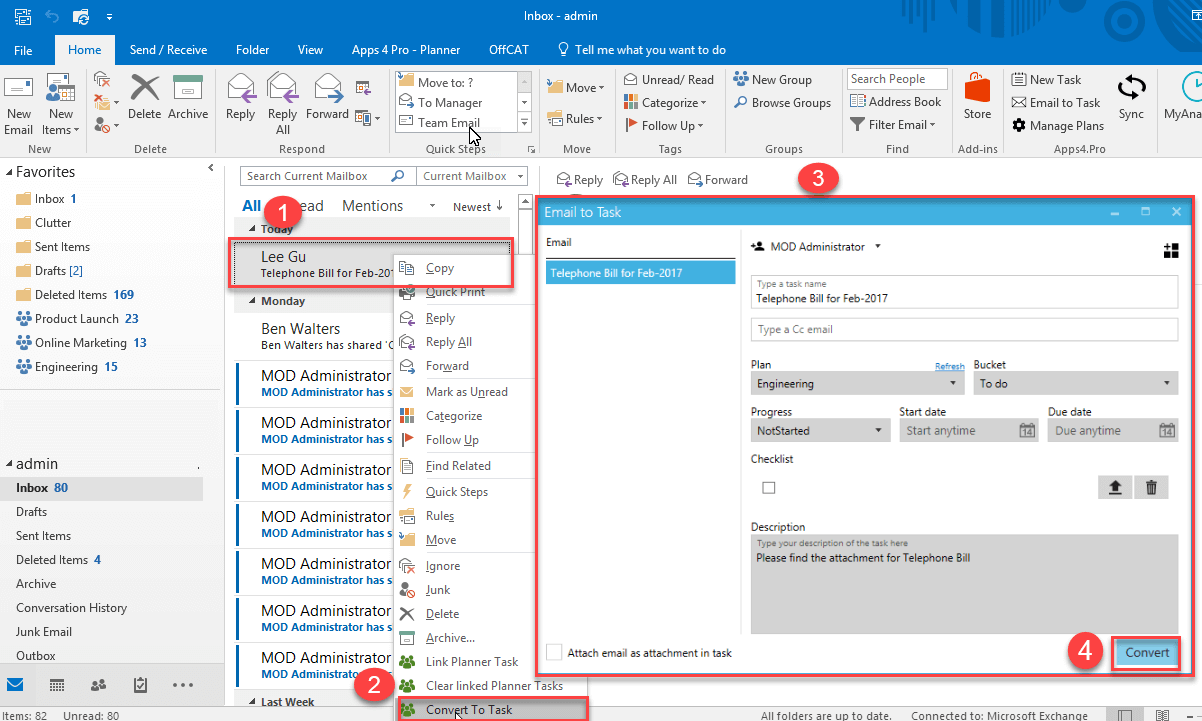 Inbox - admin
File Home Send / Receive Folder View Apps 4 Pro - Planner OffCAT Tell me what you want to do
New Email
New Items
Delete
Archive
Reply
Reply All
Forward
Move to: ?
To Manager
Team Email
Move
Rules
Unread/ Read
Categorize
Follow Up
New Group
Browse Groups
Search People
Address Book
Filter Email
Store
New Task
Email to Task
Manage Plans
Sync
MyAna
New Delete Respond Quick Steps Move Tags Groups Find Add-ins Apps4.Pro
Favorites
Inbox 1
Clutter
Sent Items
Drafts [2]
Deleted Items 169
Product Launch 23
Online Marketing 13
Engineering 15
admin
Inbox 80
Drafts
Sent Items
Deleted Items 4
Archive
Conversation History
Junk Email
Outbox
Search Current Mailbox Current Mailbox
All ead Mentions Newest
1
Today
Lee Gu
Telephone Bill for Feb-20
Monday
Ben Walters
Ben Walters has shared '
MOD Administrator
MOD Administrator has s
MOD Administrator
MOD Administrator has s
MOD Administrator
MOD Administrator has s
MOD Administrator
MOD Administrator has s
MOD Administrator
MOD Administrator has s
MOD Administrator
MOD Administrator has s
MOD Administrator
MOD Administrator has s
Last Week
Copy
Quick Print
Reply
Reply All
Forward
Mark as Unread
Categorize
Follow Up
Find Related
Quick Steps
Rules
Move
Ignore
Junk
Delete
Archive...
Link Planner Task
Clear linked Planner Tasks
2
Convert To Task
Reply Reply All Forward
3
Email to Task
Email
Telephone Bill for Feb-2017
MOD Administrator
Type a task name
Telephone Bill for Feb-2017
Type a Cc email
Plan Refresh Bucket
Engineering To do
Progress Start date Due date
NotStarted Start anytime 14 Due anytime 14
Checklist
Description
Type your description of the task here
Please find the attachment for Telephone Bill
Attach email as attachment in task
4
Convert
Items: 82 Unread: 80 All folders are up to date. Connected to: Microsoft Exchange